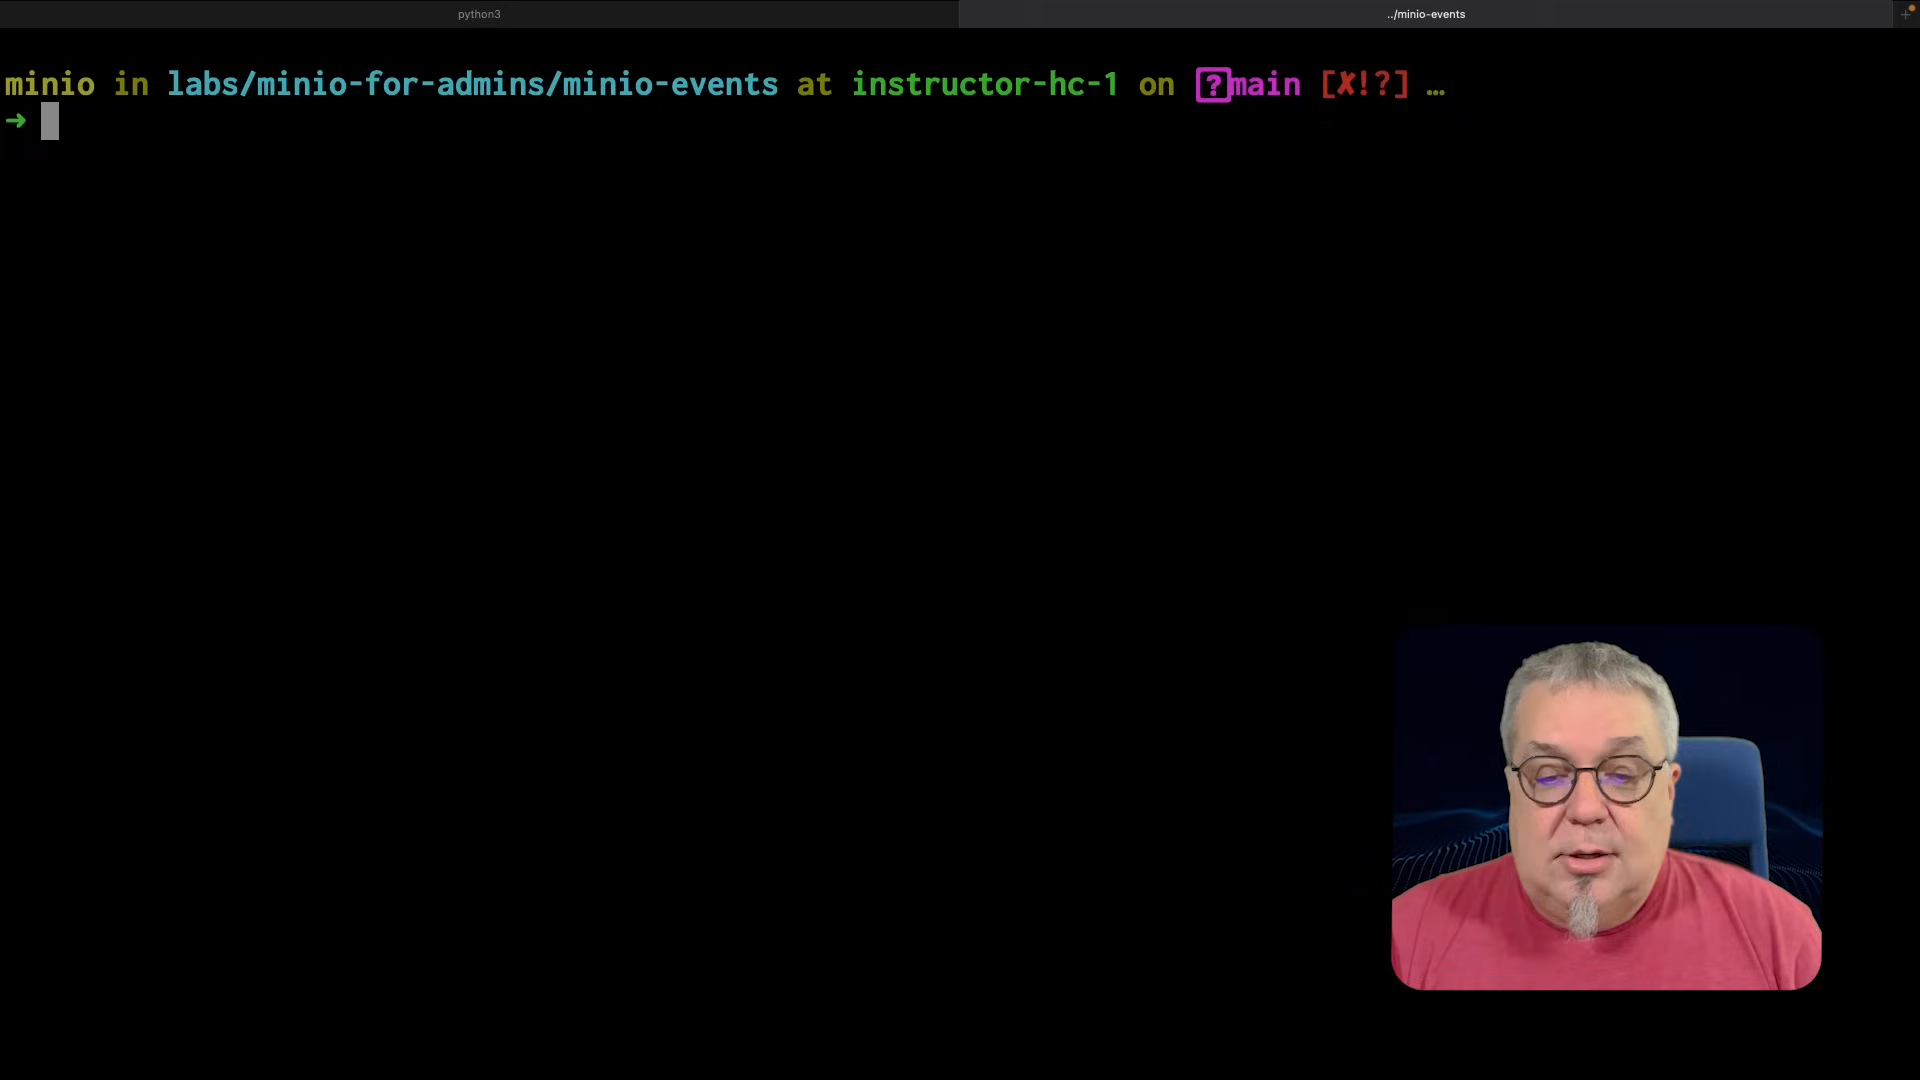 python3
../minio-events
minio in labs/minio-for-admins/minio-events at instructor-hc-1 on ?main [✘!?] …
➜